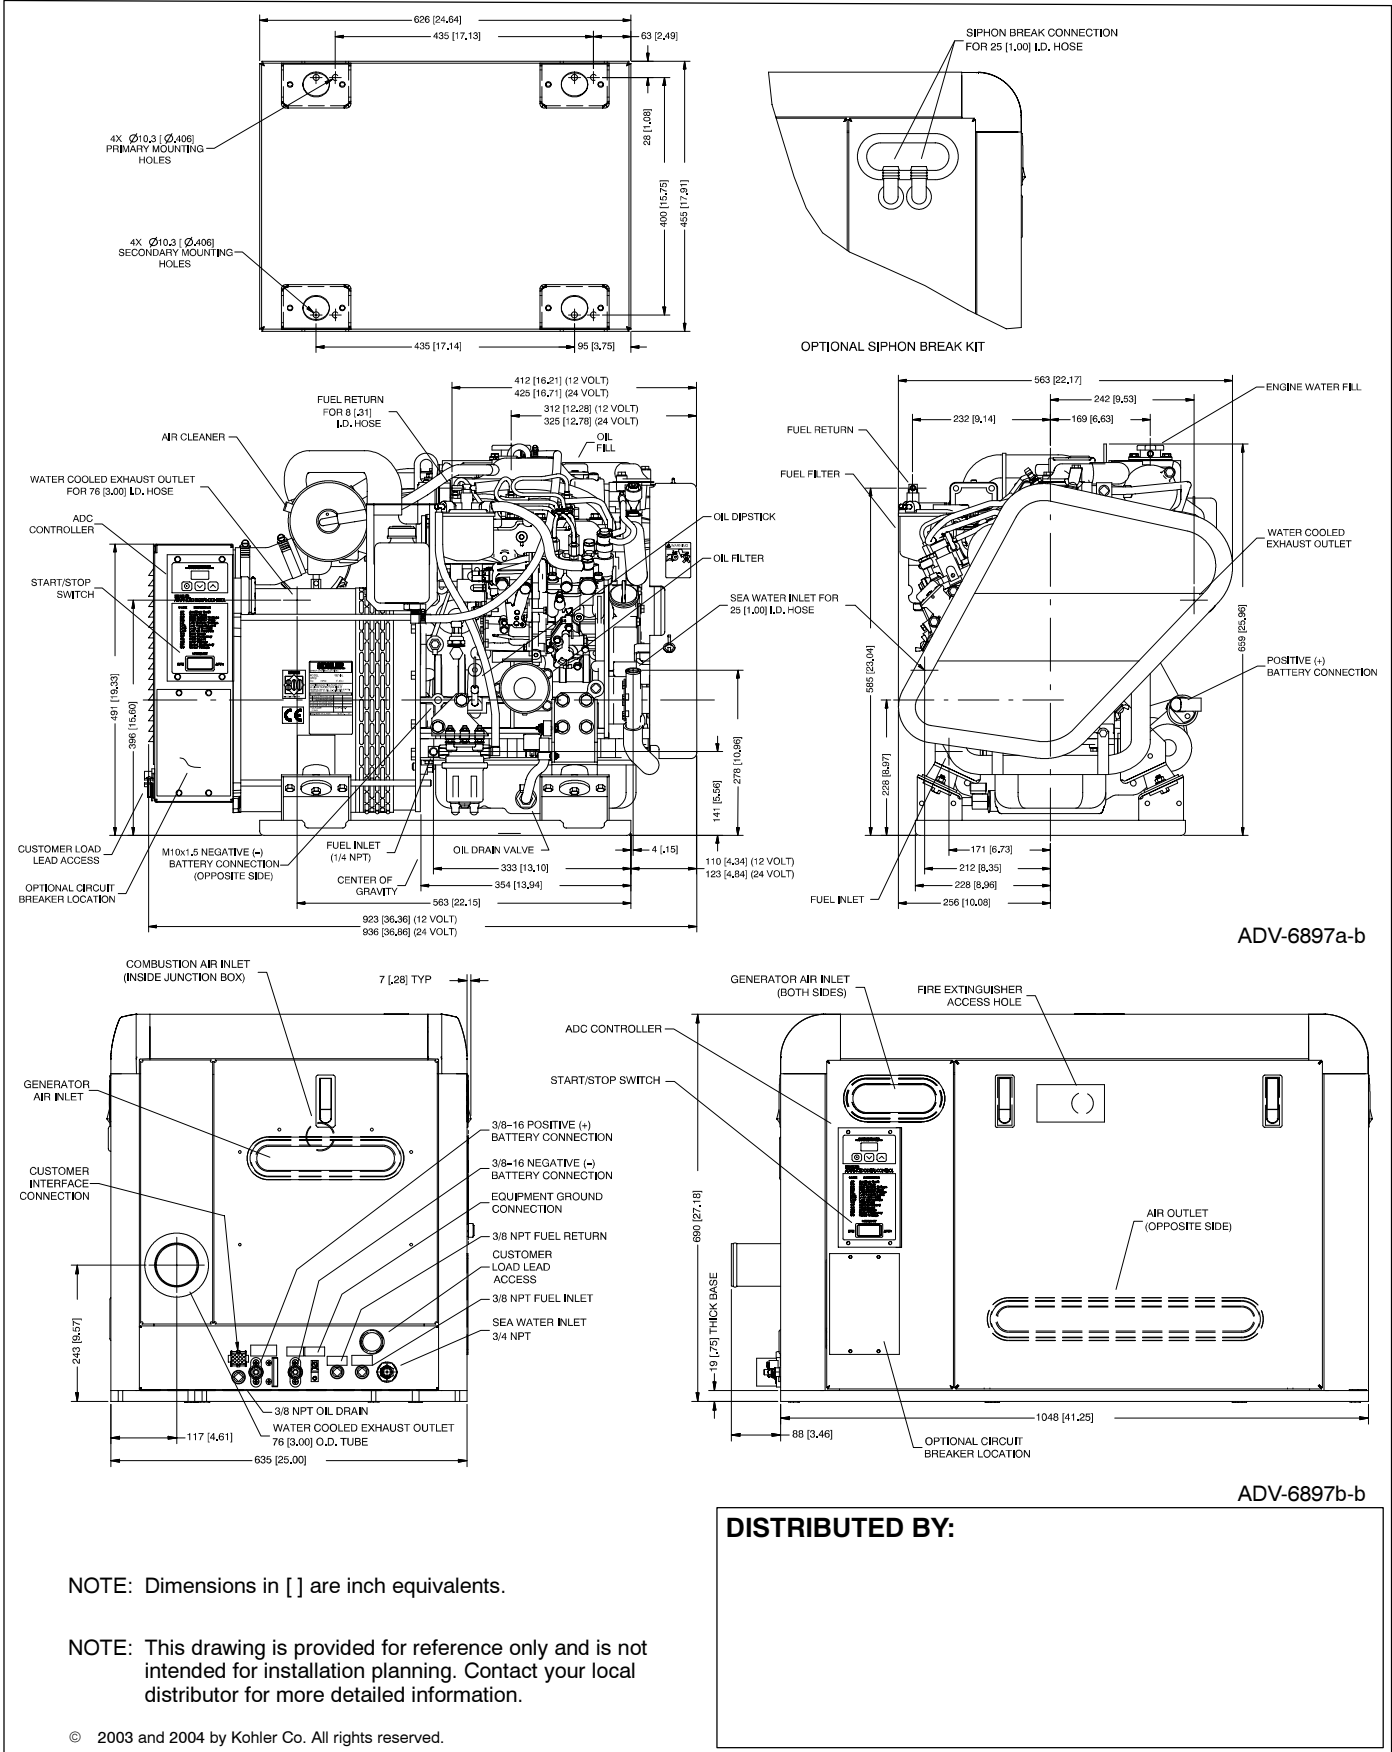 626 [24.64]
435 [17.13]
63 [2.49]
28 [1.08]
400 [15.75]
455 [17.91]
4X Ø10.3 [ Ø.406]
PRIMARY MOUNTING
HOLES
4X Ø10.3 [ Ø.406]
SECONDARY MOUNTING
HOLES
435 [17.14]
95 [3.75]
SIPHON BREAK CONNECTION
FOR 25 [1.00] I.D. HOSE
OPTIONAL SIPHON BREAK KIT
412 [16.21] (12 VOLT)
425 [16.71] (24 VOLT)
312 [12.28] (12 VOLT)
325 [12.78] (24 VOLT)
FUEL RETURN
FOR 8 [.31]
I.D. HOSE
OIL
FILL
AIR CLEANER
WATER COOLED EXHAUST OUTLET
FOR 76 [3.00] I.D. HOSE
ADC
CONTROLLER
START/STOP
SWITCH
OIL DIPSTICK
OIL FILTER
SEA WATER INLET FOR
25 [1.00] I.D. HOSE
WARNING
CE
491 [19.33]
396 [15.60]
278 [10.96]
141 [5.56]
CUSTOMER LOAD
LEAD ACCESS
OPTIONAL CIRCUIT
BREAKER LOCATION
M10x1.5 NEGATIVE (–)
BATTERY CONNECTION
(OPPOSITE SIDE)
FUEL INLET
(1/4 NPT)
CENTER OF
GRAVITY
OIL DRAIN VALVE
4 [.15]
333 [13.10]
110 [4.34] (12 VOLT)
123 [4.84] (24 VOLT)
354 [13.94]
563 [22.15]
923 [36.36] (12 VOLT)
936 [36.86] (24 VOLT)
563 [22.17]
242 [9.53]
232 [9.14]
169 [6.63]
ENGINE WATER FILL
FUEL RETURN
FUEL FILTER
WATER COOLED
EXHAUST OUTLET
POSITIVE (+)
BATTERY CONNECTION
585 [23.04]
228 [8.97]
659 [25.96]
171 [6.73]
212 [8.35]
228 [8.96]
256 [10.08]
FUEL INLET
ADV-6897a-b
COMBUSTION AIR INLET
(INSIDE JUNCTION BOX)
7 [.28] TYP
GENERATOR
AIR INLET
CUSTOMER
INTERFACE
CONNECTION
3/8–16 POSITIVE (+)
BATTERY CONNECTION
3/8–16 NEGATIVE (–)
BATTERY CONNECTION
EQUIPMENT GROUND
CONNECTION
3/8 NPT FUEL RETURN
CUSTOMER
LOAD LEAD
ACCESS
3/8 NPT FUEL INLET
SEA WATER INLET
3/4 NPT
243 [9.57]
3/8 NPT OIL DRAIN
WATER COOLED EXHAUST OUTLET
76 [3.00] O.D. TUBE
117 [4.61]
635 [25.00]
GENERATOR AIR INLET
(BOTH SIDES)
FIRE EXTINGUISHER
ACCESS HOLE
ADC CONTROLLER
START/STOP SWITCH
AIR OUTLET
(OPPOSITE SIDE)
690 [27.18]
19 [.75] THICK BASE
1048 [41.25]
88 [3.46]
OPTIONAL CIRCUIT
BREAKER LOCATION
ADV-6897b-b
DISTRIBUTED BY:
NOTE: Dimensions in [ ] are inch equivalents.
NOTE: This drawing is provided for reference only and is not
intended for installation planning. Contact your local
distributor for more detailed information.
© 2003 and 2004 by Kohler Co. All rights reserved.